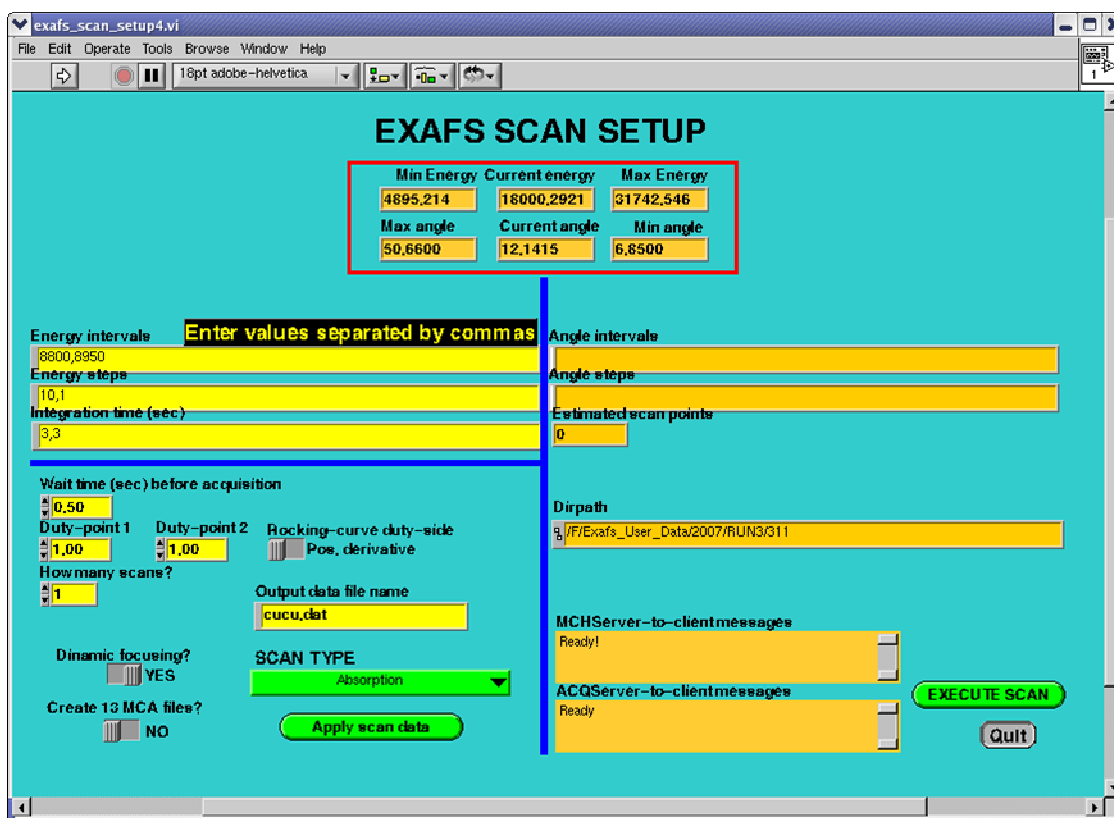 exafs_scan_setup4.vi
File Edit Operate Tools Browse Window Help
18pt adobe-helvetica
1
EXAFS SCAN SETUP
Min Energy Current energy Max Energy
4895,214 18000,2921 31742,546
Max angle Current angle Min angle
50,6600 12,1415 6,8500
Enter values separated by commas
Energy intervals Angle intervals
8800,8950
Energy steps Angle steps
10,1
Integration time (sec) Estimated scan points
3,3 0
Wait time (sec) before acquisition
0,50
Dirpath
/F/Exafs_User_Data/2007/RUN3/311
Duty-point 1 Duty-point 2 Rocking-curve duty-side
1,00 1,00 Pos. derivative
How many scans?
1
Output data file name
cucu.dat
MCHServer-to-client messages
Ready!
Dinamic focusing? SCAN TYPE
YES Absorption
ACQServer-to-client messages
Ready
EXECUTE SCAN
Create 13 MCA files?
NO Apply scan data
Quit